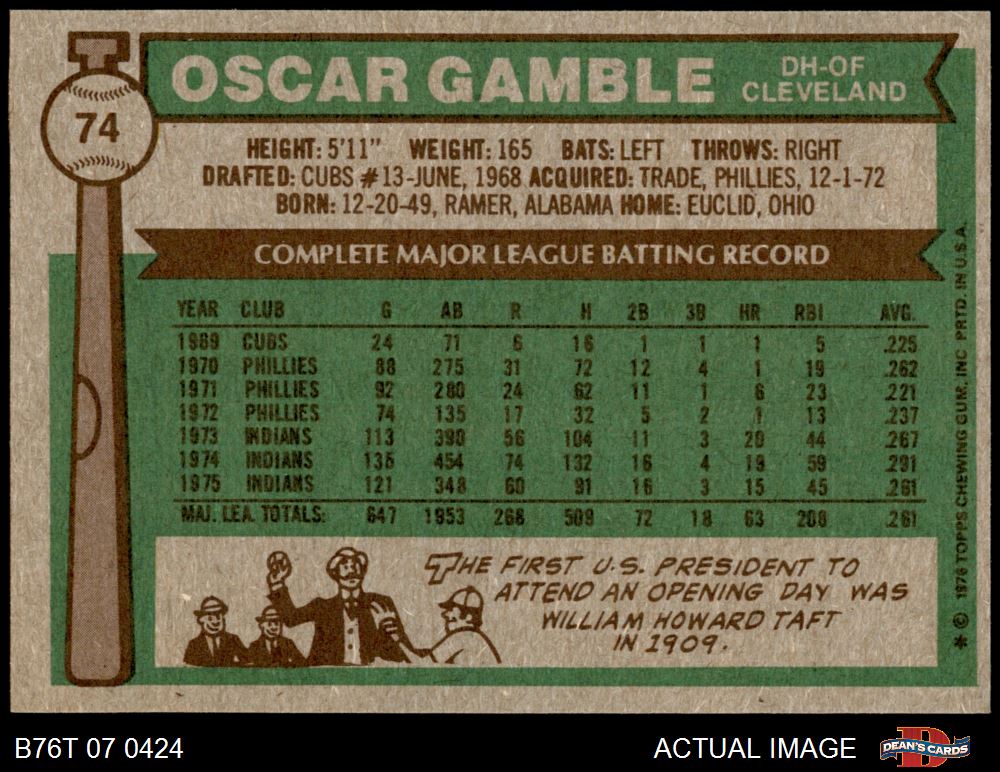 OSCAR GAMBLE DH-OF CLEVELAND
74
HEIGHT: 5'11" WEIGHT: 165 BATS: LEFT THROWS: RIGHT
DRAFTED: CUBS #13-JUNE, 1968 ACQUIRED: TRADE, PHILLIES, 12-1-72
BORN: 12-20-49, RAMER, ALABAMA HOME: EUCLID, OHIO
COMPLETE MAJOR LEAGUE BATTING RECORD
YEAR CLUB G AB R H 2B 3B HR RBI AVG.
1969 CUBS 24 71 6 16 1 1 1 5 .225
1970 PHILLIES 88 275 31 72 12 4 1 19 .262
1971 PHILLIES 92 280 24 62 11 1 6 23 .221
1972 PHILLIES 74 135 17 32 5 2 1 13 .237
1973 INDIANS 113 390 56 104 11 3 20 44 .267
1974 INDIANS 135 454 74 132 16 4 19 59 .291
1975 INDIANS 121 348 60 91 16 3 15 45 .261
MAJ. LEA. TOTALS: 647 1953 268 509 72 18 63 208 .261
THE FIRST U.S. PRESIDENT TO
ATTEND AN OPENING DAY WAS
WILLIAM HOWARD TAFT
IN 1909.
* © 1976 TOPPS CHEWING GUM, INC PRTD. IN U.S.A.
B76T 07 0424 ACTUAL IMAGE D DEAN'S CARDS